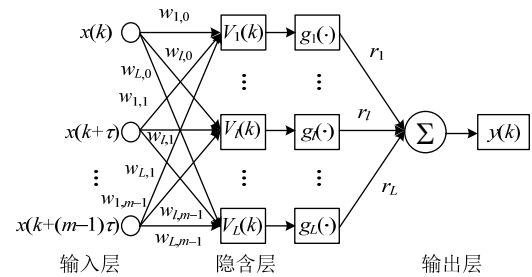 w1,0
x(k) V1(k) g1(·)
wl,0
wL,0 r1
w1,1
x(k+τ) wl,1 Vl(k) gl(·) rl Σ y(k)
wL,1
w1,m−1 rL
wl,m−1
x(k+(m−1)τ) VL(k) gL(·)
wL,m−1
输入层 隐含层 输出层